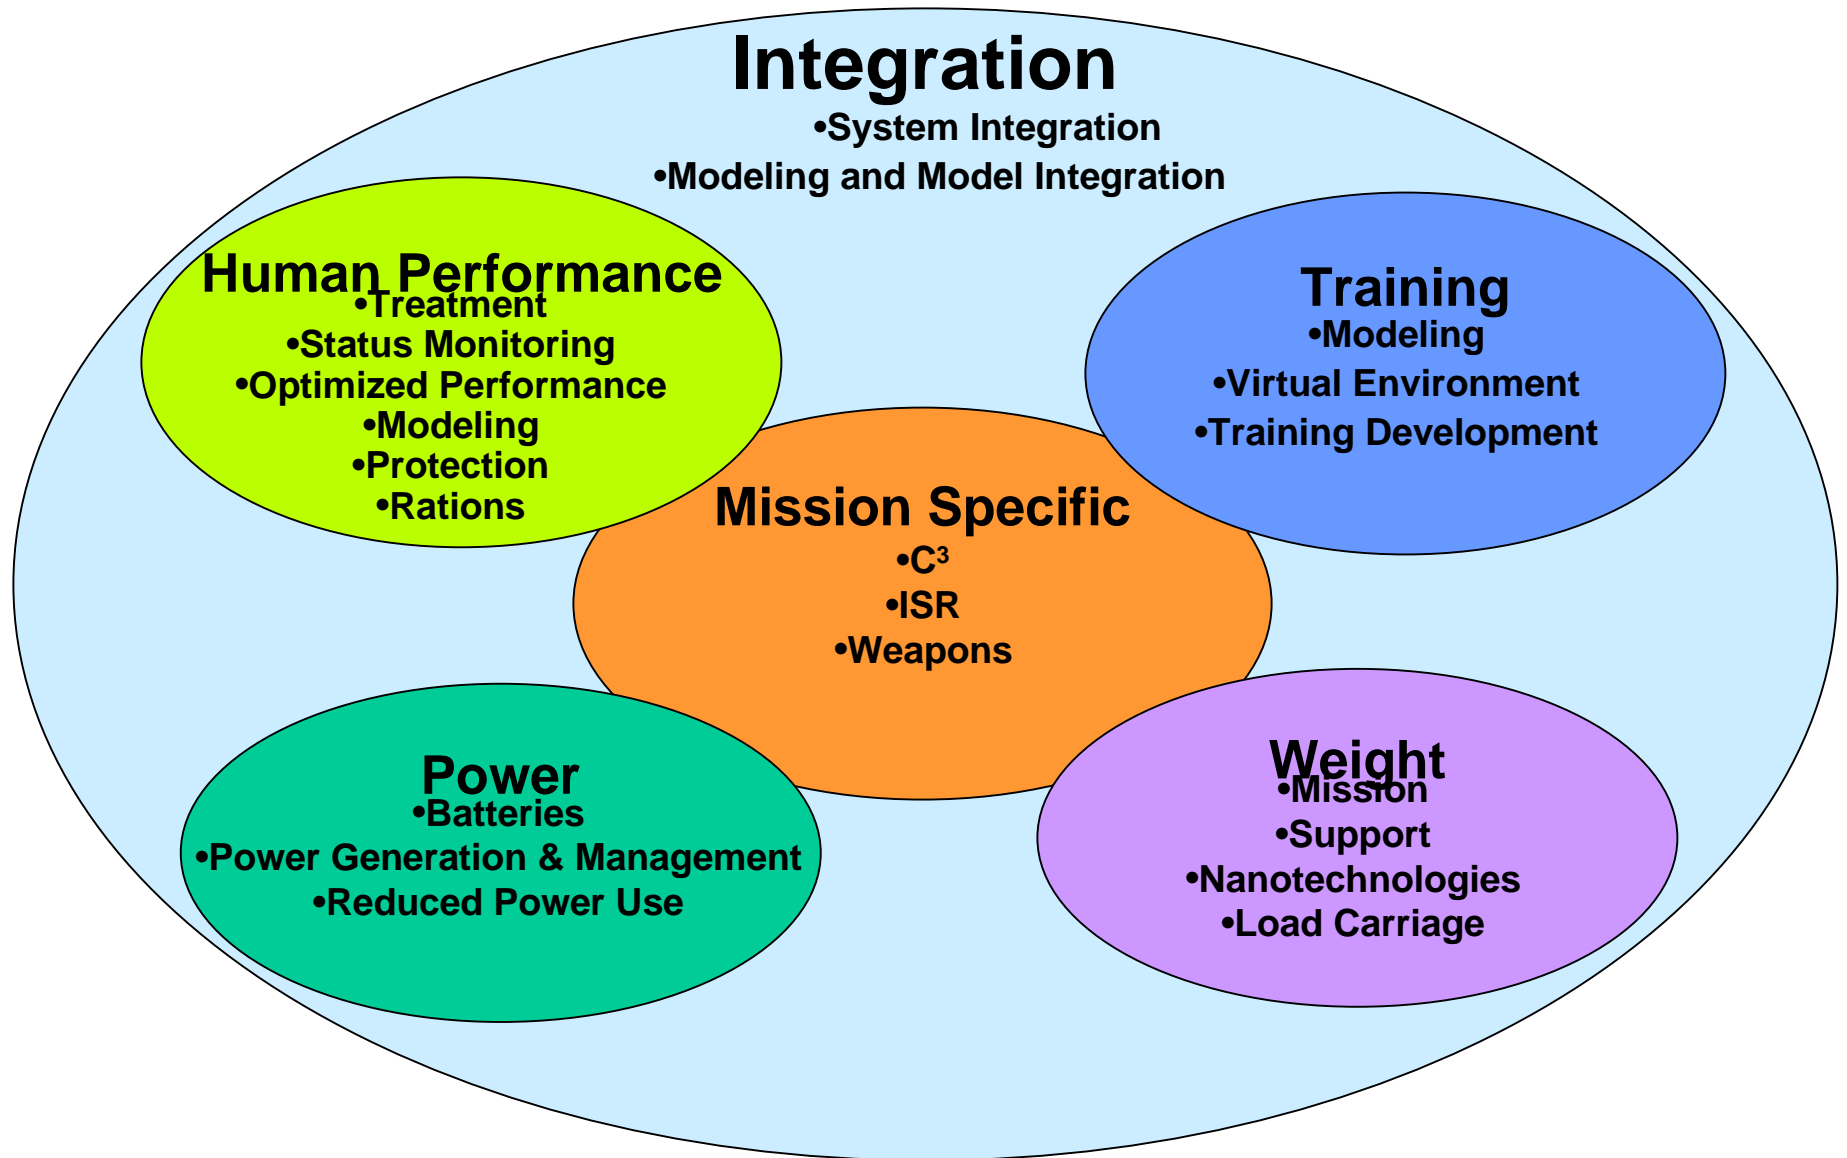 Integration
•System Integration
•Modeling and Model Integration
Human Performance
•Treatment
•Status Monitoring
•Optimized Performance
•Modeling
•Protection
•Rations
Training
•Modeling
•Virtual Environment
•Training Development
Mission Specific
•C³
•ISR
•Weapons
Power
•Batteries
•Power Generation & Management
•Reduced Power Use
Weight
•Mission
•Support
•Nanotechnologies
•Load Carriage